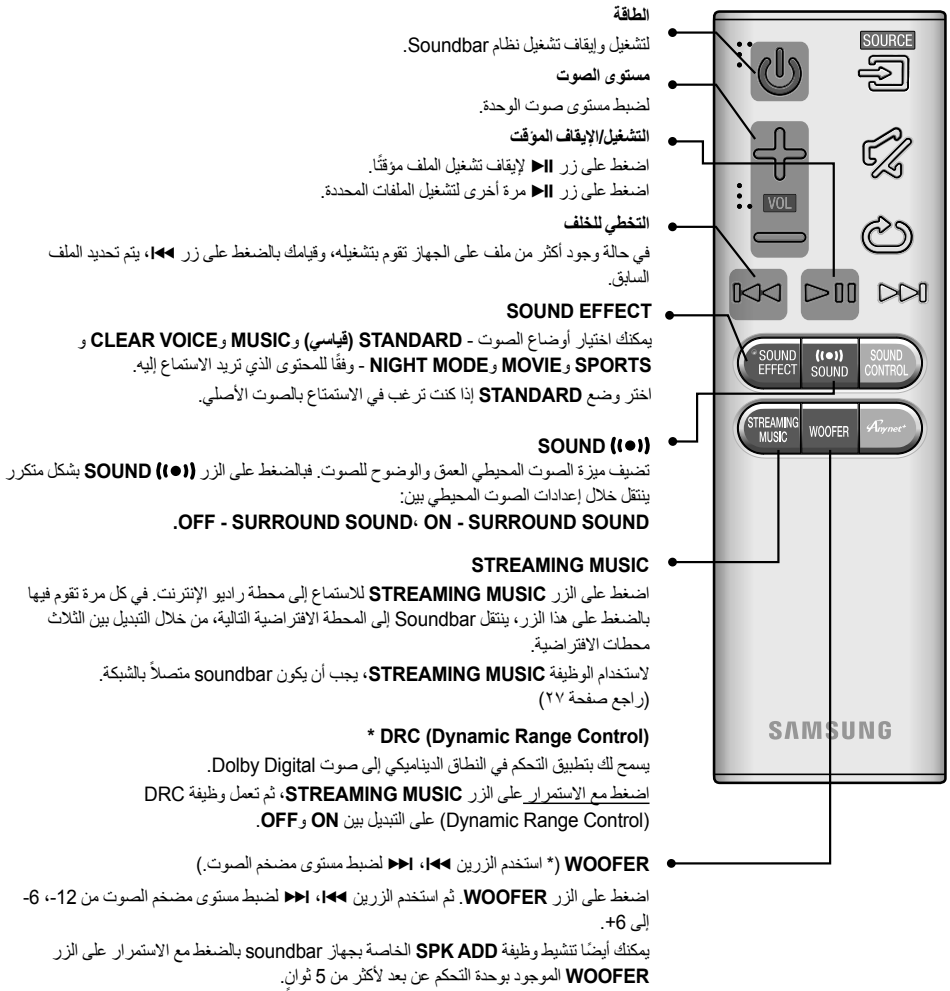 الطاقة
لتشغيل وإيقاف تشغيل نظام Soundbar.
مستوى الصوت
لضبط مستوى صوت الوحدة.
التشغيل/الإيقاف المؤقت
اضغط على زر ►II لإيقاف تشغيل الملف مؤقتًا.
اضغط على زر ►II مرة أخرى لتشغيل الملفات المحددة.
التخطي للخلف
في حالة وجود أكثر من ملف على الجهاز تقوم بتشغيله، وقيامك بالضغط على زر I◄◄، يتم تحديد الملف
السابق.
SOUND EFFECT
يمكنك اختيار أوضاع الصوت - STANDARD (قياسي) وMUSIC وCLEAR VOICE و
SPORTS وMOVIE وNIGHT MODE - وفقًا للمحتوى الذي تريد الاستماع إليه.
اختر وضع STANDARD إذا كنت ترغب في الاستمتاع بالصوت الأصلي.
SOUND ((●))
تضيف ميزة الصوت المحيطي العمق والوضوح للصوت. فبالضغط على الزر SOUND ((●)) بشكل متكرر
ينتقل خلال إعدادات الصوت المحيطي بين:
OFF - SURROUND SOUND، ON - SURROUND SOUND.
STREAMING MUSIC
اضغط على الزر STREAMING MUSIC للاستماع إلى محطة راديو الإنترنت. في كل مرة تقوم فيها
بالضغط على هذا الزر، ينتقل Soundbar إلى المحطة الافتراضية التالية، من خلال التبديل بين الثلاث
محطات الافتراضية.
لاستخدام الوظيفة STREAMING MUSIC، يجب أن يكون soundbar متصلاً بالشبكة.
(راجع صفحة ٢٧)
* DRC (Dynamic Range Control)
يسمح لك بتطبيق التحكم في النطاق الديناميكي إلى صوت Dolby Digital.
اضغط مع الاستمرار على الزر STREAMING MUSIC، ثم تعمل وظيفة DRC
(Dynamic Range Control) على التبديل بين ON وOFF.
WOOFER (* استخدم الزرين I◄◄، ►►I لضبط مستوى مضخم الصوت.)
اضغط على الزر WOOFER. ثم استخدم الزرين I◄◄، ►►I لضبط مستوى مضخم الصوت من 12-، 6-
إلى 6+.
يمكنك أيضًا تنشيط وظيفة SPK ADD الخاصة بجهاز soundbar بالضغط مع الاستمرار على الزر
WOOFER الموجود بوحدة التحكم عن بعد لأكثر من 5 ثوانٍ.
SOURCE
VOL
* SOUND
EFFECT
((●))
SOUND
SOUND
CONTROL
STREAMING
MUSIC
WOOFER
Anynet+
SAMSUNG